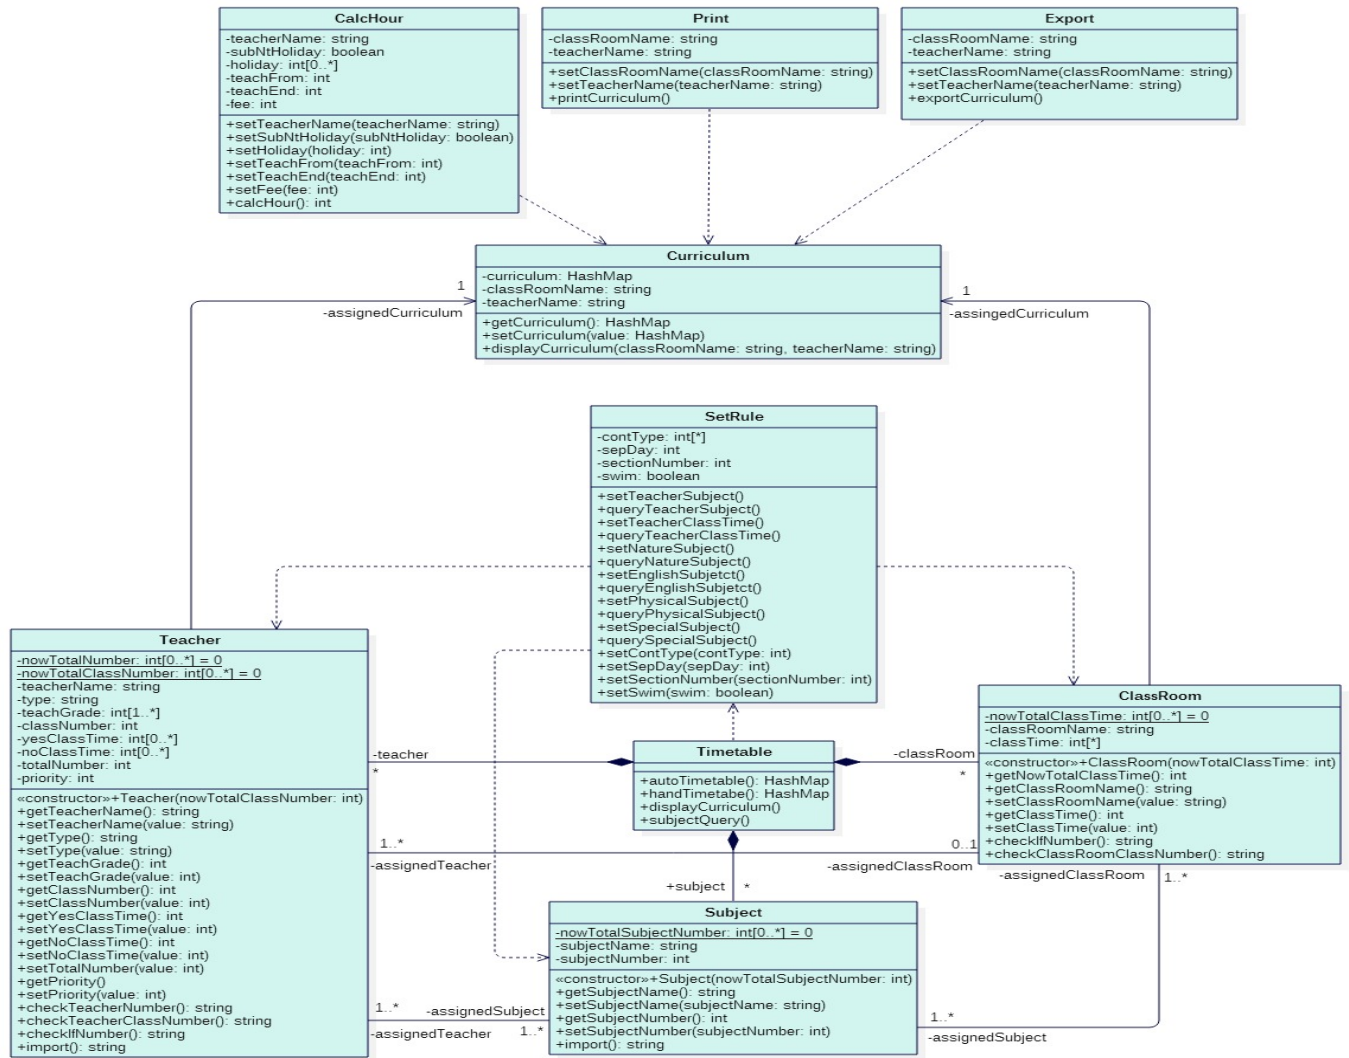 CalcHour
-teacherName: string
-subNtHoliday: boolean
-holiday: int[0..*]
-teachFrom: int
-teachEnd: int
-fee: int
+setTeacherName(teacherName: string)
+setSubNtHoliday(subNtHoliday: boolean)
+setHoliday(holiday: int)
+setTeachFrom(teachFrom: int)
+setTeachEnd(teachEnd: int)
+setFee(fee: int)
+calcHour(): int
Print
-classRoomName: string
-teacherName: string
+setClassRoomName(classRoomName: string)
+setTeacherName(teacherName: string)
+printCurriculum()
Export
-classRoomName: string
-teacherName: string
+setClassRoomName(classRoomName: string)
+setTeacherName(teacherName: string)
+exportCurriculum()
Curriculum
-curriculum: HashMap
-classRoomName: string
-teacherName: string
+getCurriculum(): HashMap
+setCurriculum(value: HashMap)
+displayCurriculum(classRoomName: string, teacherName: string)
1
-assignedCurriculum
1
-assingedCurriculum
SetRule
-contType: int[*]
-sepDay: int
-sectionNumber: int
-swim: boolean
+setTeacherSubject()
+queryTeacherSubject()
+setTeacherClassTime()
+queryTeacherClassTime()
+setNatureSubject()
+queryNatureSubject()
+setEnglishSubjetct()
+queryEnglishSubjetct()
+setPhysicalSubject()
+queryPhysicalSubject()
+setSpecialSubject()
+querySpecialSubject()
+setContType(contType: int)
+setSepDay(sepDay: int)
+setSectionNumber(sectionNumber: int)
+setSwim(swim: boolean)
Teacher
-nowTotalNumber: int[0..*] = 0
-nowTotalClassNumber: int[0..*] = 0
-teacherName: string
-type: string
-teachGrade: int[1..*]
-classNumber: int
-yesClassTime: int[0..*]
-noClassTime: int[0..*]
-totalNumber: int
-priority: int
«constructor»+Teacher(nowTotalClassNumber: int)
+getTeacherName(): string
+setTeacherName(value: string)
+getType(): string
+setType(value: string)
+getTeachGrade(): int
+setTeachGrade(value: int)
+getClassNumber(): int
+setClassNumber(value: int)
+getYesClassTime(): int
+setYesClassTime(value: int)
+getNoClassTime(): int
+setNoClassTime(value: int)
+setTotalNumber(value: int)
+getPriority()
+setPriority(value: int)
+checkTeacherNumber(): string
+checkTeacherClassNumber(): string
+checkIfNumber(): string
+import(): string
-teacher
*
Timetable
+autoTimetable(): HashMap
+handTimetabe(): HashMap
+displayCurriculum()
+subjectQuery()
-classRoom
*
ClassRoom
-nowTotalClassTime: int[0..*] = 0
-classRoomName: string
-classTime: int[*]
«constructor»+ClassRoom(nowTotalClassTime: int)
+getNowTotalClassTime(): int
+getClassRoomName(): string
+setClassRoomName(value: string)
+getClassTime(): int
+setClassTime(value: int)
+checkIfNumber(): string
+checkClassRoomClassNumber(): string
1..*
-assignedTeacher
0..1
-assignedClassRoom
-assignedClassRoom
1..*
+subject
*
Subject
-nowTotalSubjectNumber: int[0..*] = 0
-subjectName: string
-subjectNumber: int
«constructor»+Subject(nowTotalSubjectNumber: int)
+getSubjectName(): string
+setSubjectName(subjectName: string)
+getSubjectNumber(): int
+setSubjectNumber(subjectNumber: int)
+import(): string
1..*
-assignedSubject
-assignedTeacher
1..*
1..*
-assignedSubject